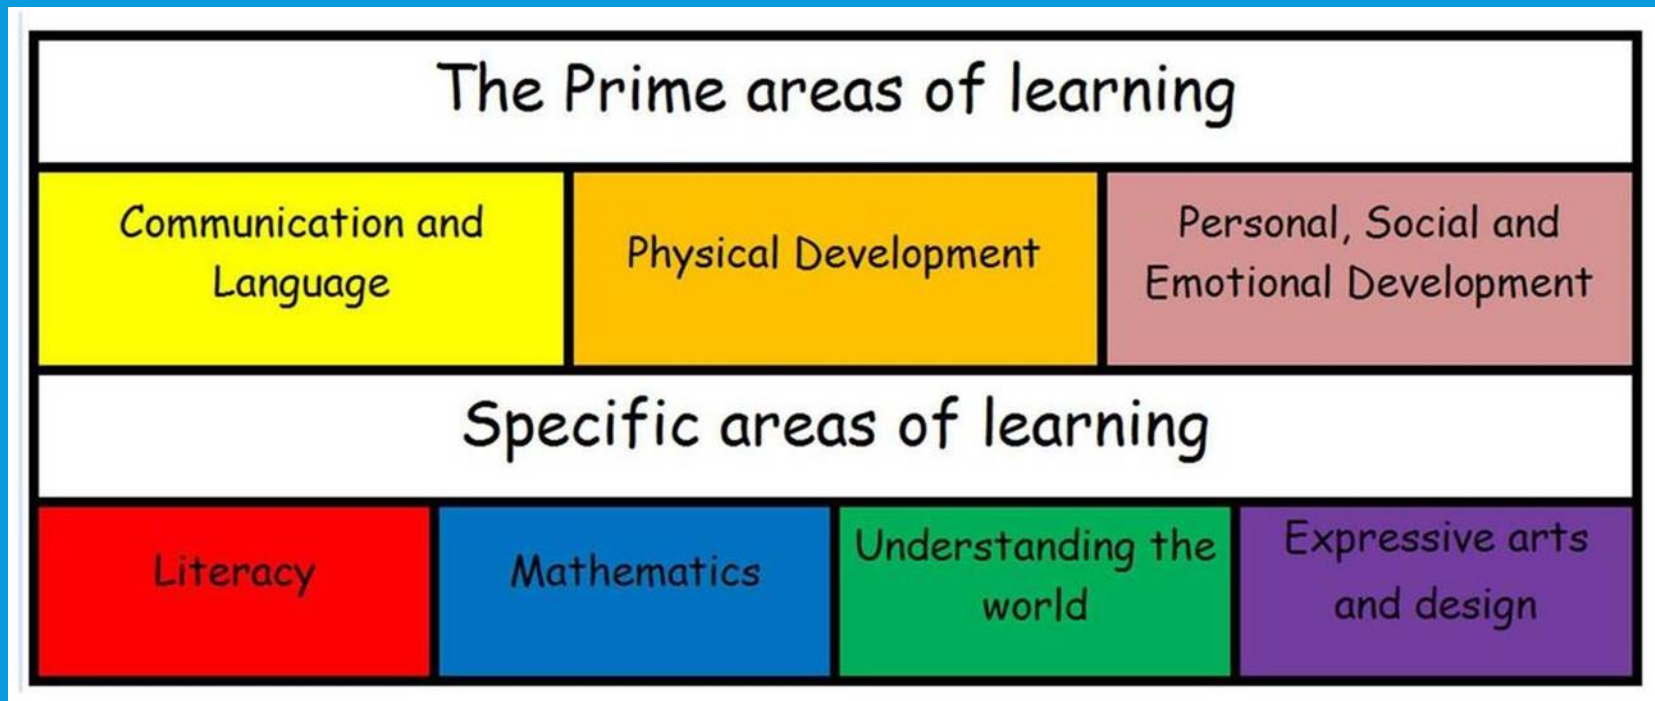 The Prime areas of learning
Communication and
Language
Physical Development
Personal, Social and
Emotional Development
Specific areas of learning
Literacy
Mathematics
Understanding the
world
Expressive arts
and design